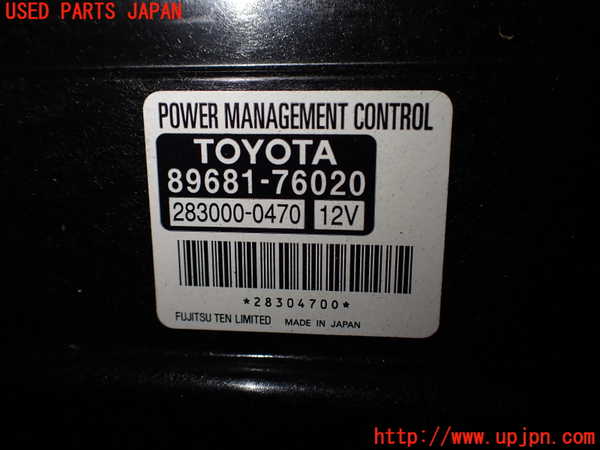 USED PARTS JAPAN
POWER MANAGEMENT CONTROL
TOYOTA
89681-76020
283000-0470 12V
*28304700*
FUJITSU TEN LIMITED MADE IN JAPAN
http://www.upjpn.com/